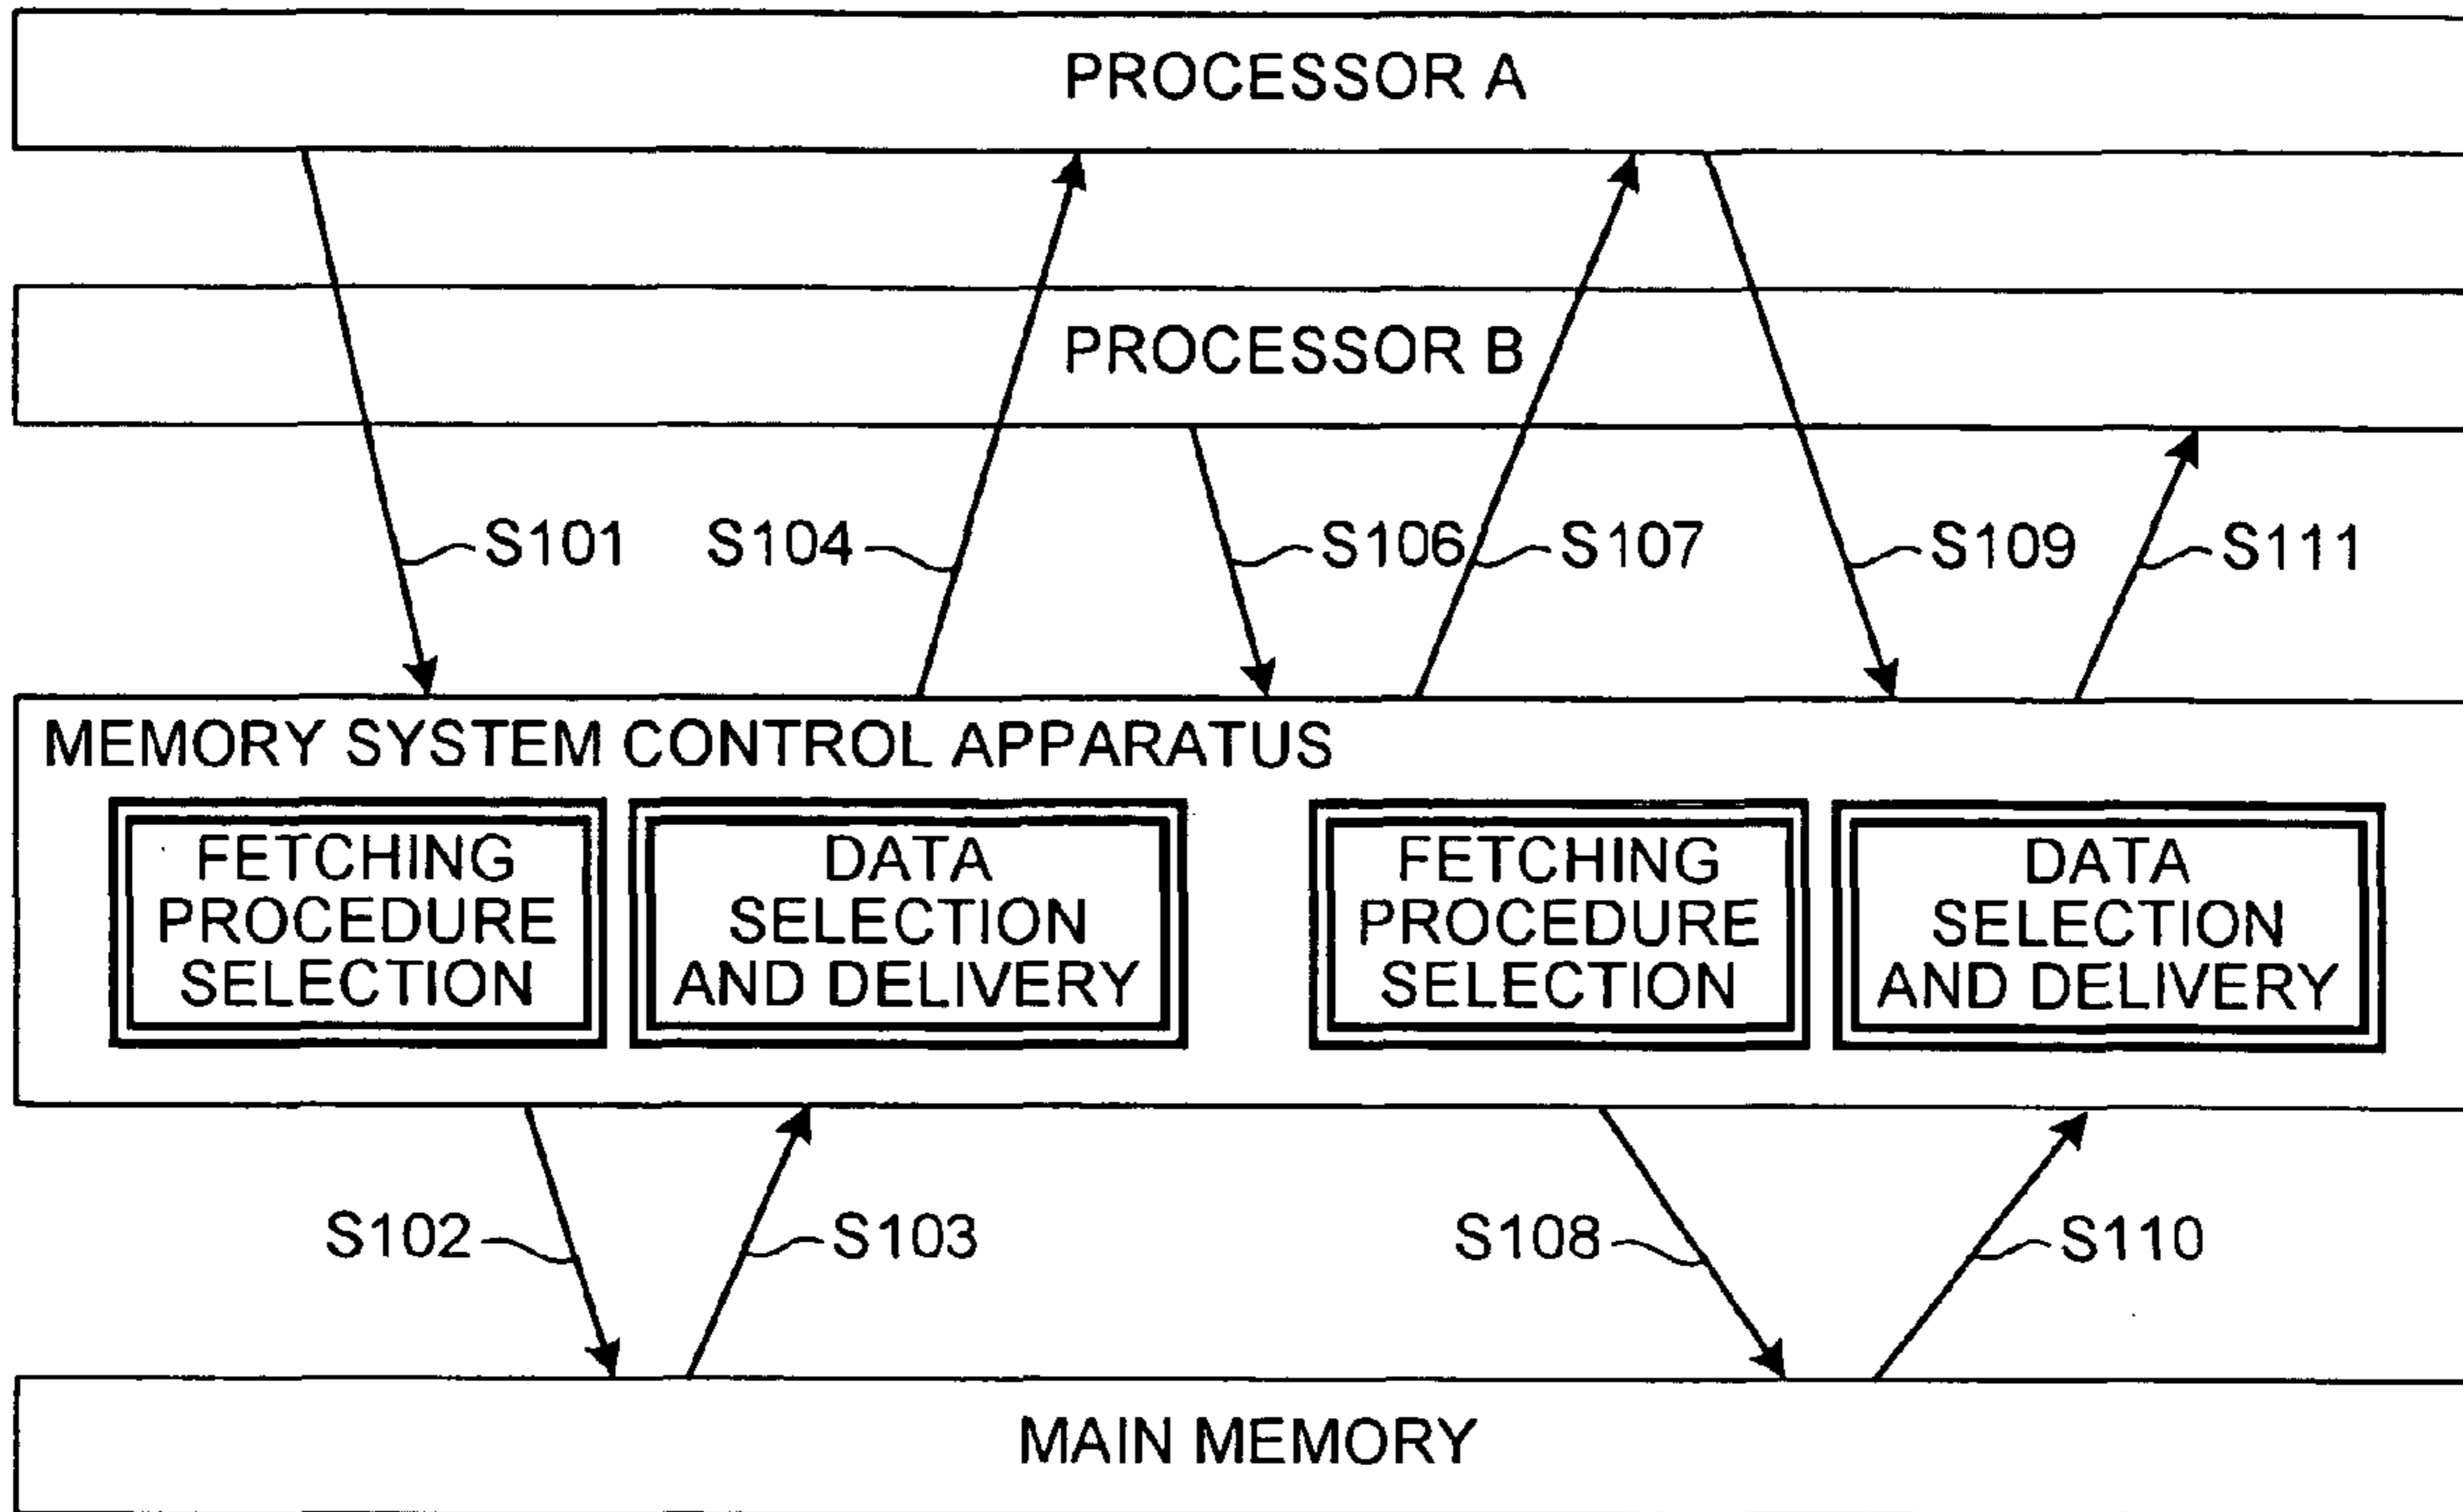 PROCESSOR A
PROCESSOR B
S101
S104
S106
S107
S109
S111
MEMORY SYSTEM CONTROL APPARATUS
FETCHING
PROCEDURE
SELECTION
DATA
SELECTION
AND DELIVERY
FETCHING
PROCEDURE
SELECTION
DATA
SELECTION
AND DELIVERY
S102
S103
S108
S110
MAIN MEMORY